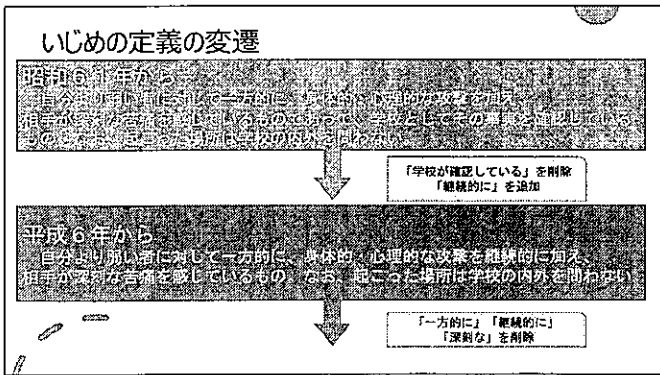 いじめの定義の変遷
昭和61年から
自分より弱い者に対して一方的に、身体的・心理的な攻撃を加え、
相手が深刻な苦痛を感じているものであって、学校としてその事実を確認している
「学校が確認している」を削除
「継続的に」を追加
平成6年から
自分より弱い者に対して一方的に、身体的・心理的な攻撃を継続的に加え、
相手が深刻な苦痛を感じているもの なお、起こった場所は学校の内外を問わない
「一方的に」「継続的に」
「深刻な」を削除